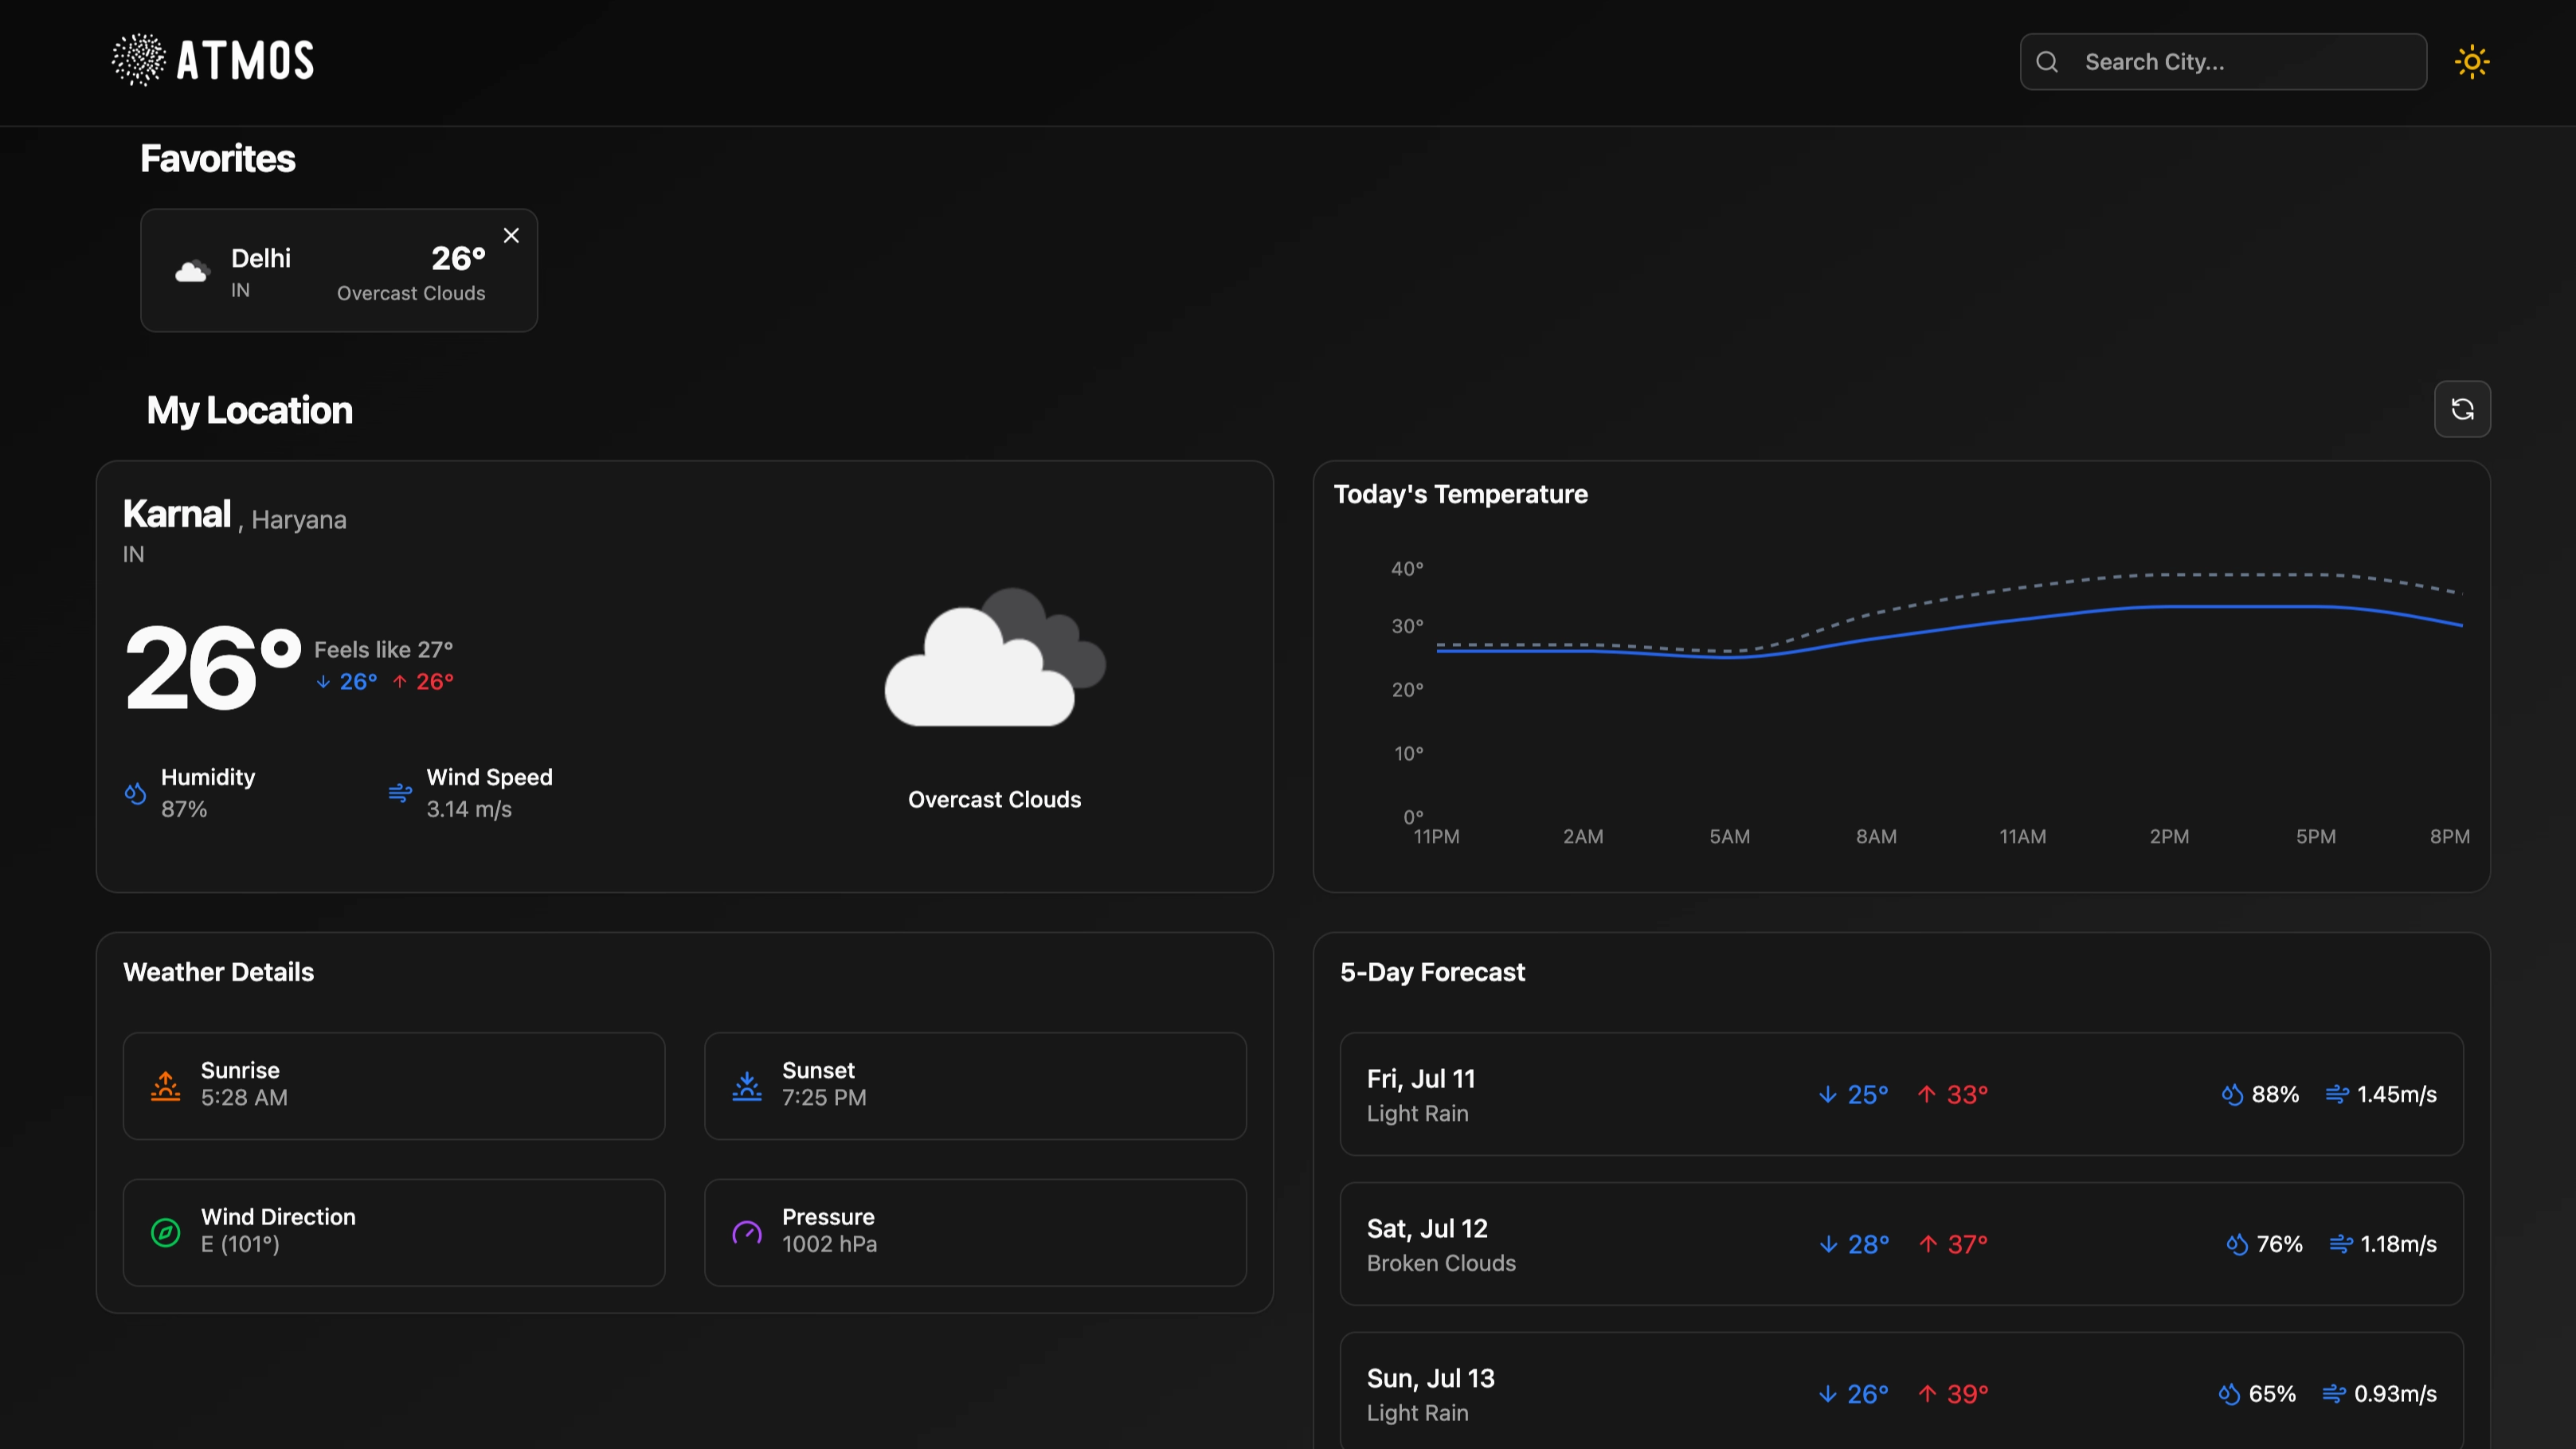 ATMOS
Search City...
Favorites
Delhi
IN
26°
Overcast Clouds
My Location
Karnal , Haryana
IN
26°
Feels like 27°
↓ 26° ↑ 26°
Humidity
87%
Wind Speed
3.14 m/s
Overcast Clouds
Today's Temperature
40°
30°
20°
10°
0°
11PM 2AM 5AM 8AM 11AM 2PM 5PM 8PM
Weather Details
Sunrise
5:28 AM
Sunset
7:25 PM
Wind Direction
E (101°)
Pressure
1002 hPa
5-Day Forecast
Fri, Jul 11
Light Rain
↓ 25° ↑ 33°
88% 1.45m/s
Sat, Jul 12
Broken Clouds
↓ 28° ↑ 37°
76% 1.18m/s
Sun, Jul 13
Light Rain
↓ 26° ↑ 39°
65% 0.93m/s